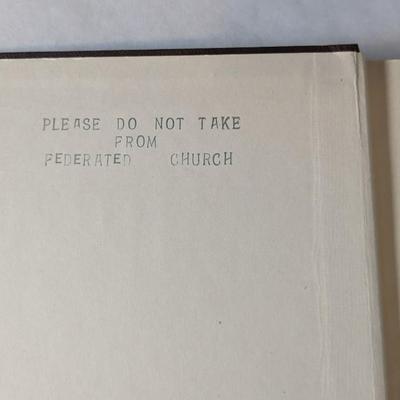 PLEASE DO NOT TAKE
FROM
FEDERATED CHURCH